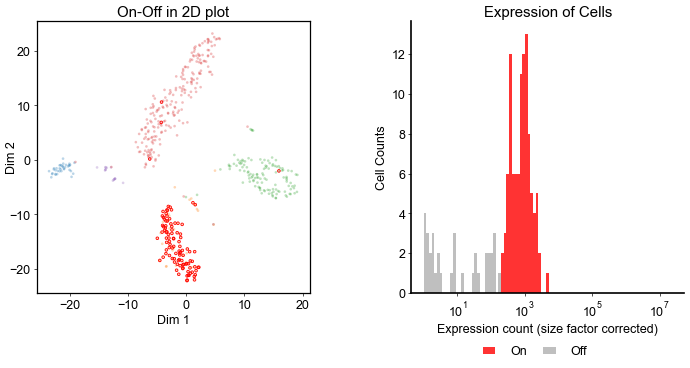 On-Off in 2D plot
20
10
0
−10
−20
Dim 2
−20 −10 0 10 20
Dim 1
Expression of Cells
12
10
8
6
4
2
0
Cell Counts
10^1 10^3 10^5 10^7
Expression count (size factor corrected)
On Off